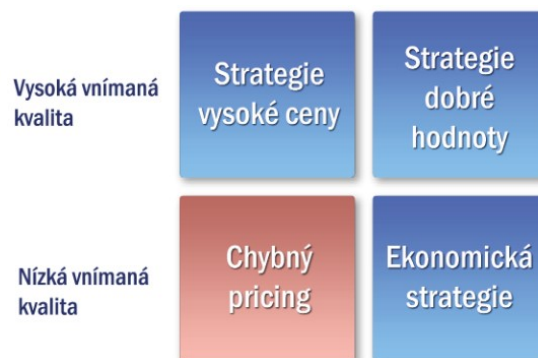 Vysoká vnímaná
kvalita
Strategie
vysoké ceny
Strategie
dobré
hodnoty
Nízká vnímaná
kvalita
Chybný
pricing
Ekonomická
strategie